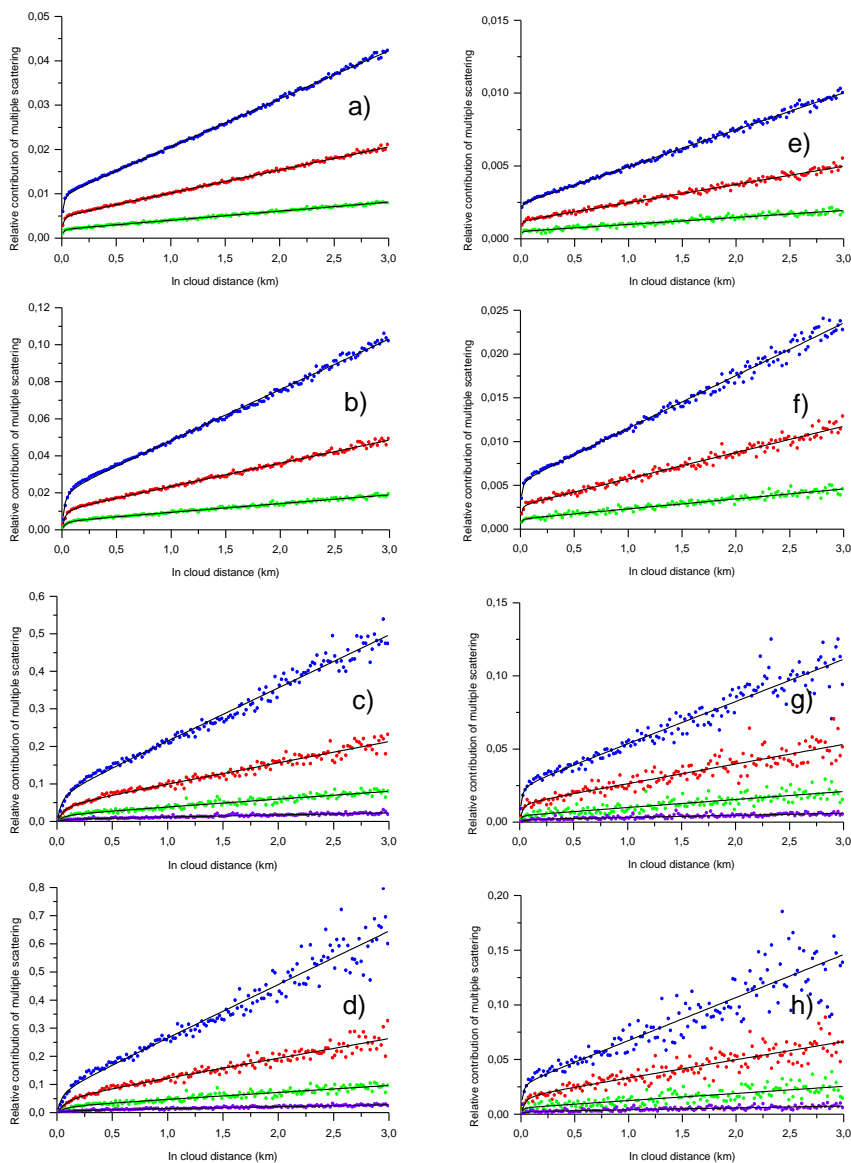 0,05
0,04
0,03
0,02
0,01
0,00
Relative contribution of multiple scattering
a)
0,0 0,5 1,0 1,5 2,0 2,5 3,0
In cloud distance (km)
0,010
0,005
0,000
Relative contribution of multiple scattering
e)
0,0 0,5 1,0 1,5 2,0 2,5 3,0
In cloud distance (km)
0,12
0,10
0,08
0,06
0,04
0,02
0,00
Relative contribution of multiple scattering
b)
0,0 0,5 1,0 1,5 2,0 2,5 3,0
In cloud distance (km)
0,025
0,020
0,015
0,010
0,005
0,000
Relative contribution of multiple scattering
f)
0,0 0,5 1,0 1,5 2,0 2,5 3,0
In cloud distance (km)
0,6
0,5
0,4
0,3
0,2
0,1
0,0
Relative contribution of multiple scattering
c)
0,0 0,5 1,0 1,5 2,0 2,5 3,0
In cloud distance (km)
0,15
0,10
0,05
0,00
Relative contribution of multiple scattering
g)
0,0 0,5 1,0 1,5 2,0 2,5 3,0
In cloud distance (km)
0,8
0,7
0,6
0,5
0,4
0,3
0,2
0,1
0,0
Relative contribution of multiple scattering
d)
0,0 0,5 1,0 1,5 2,0 2,5 3,0
In cloud distance (km)
0,20
0,15
0,10
0,05
0,00
Relative contribution of multiple scattering
h)
0,0 0,5 1,0 1,5 2,0 2,5 3,0
In cloud distance (km)